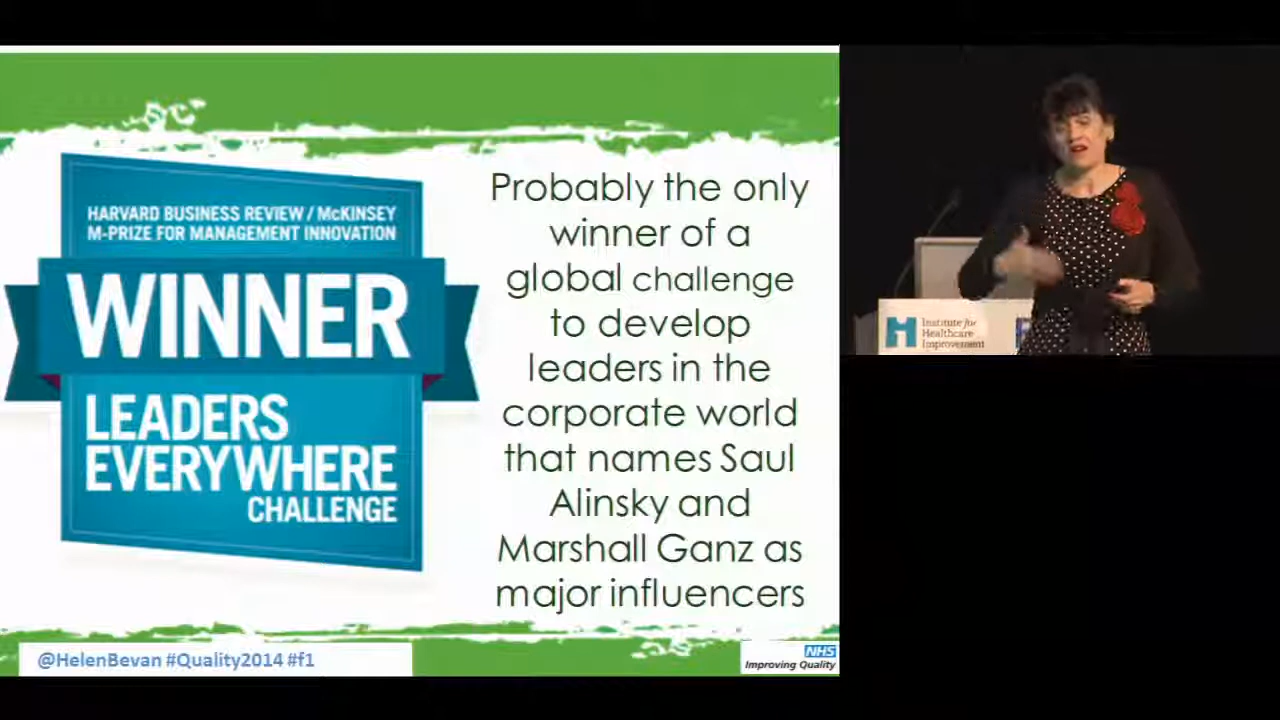 HARVARD BUSINESS REVIEW / McKINSEY
M-PRIZE FOR MANAGEMENT INNOVATION
WINNER
LEADERS
EVERYWHERE
CHALLENGE
Probably the only
winner of a
global challenge
to develop
leaders in the
corporate world
that names Saul
Alinsky and
Marshall Ganz as
major influencers
@HelenBevan #Quality2014 #f1
NHS
Improving Quality
Institute for
Healthcare
Improvement